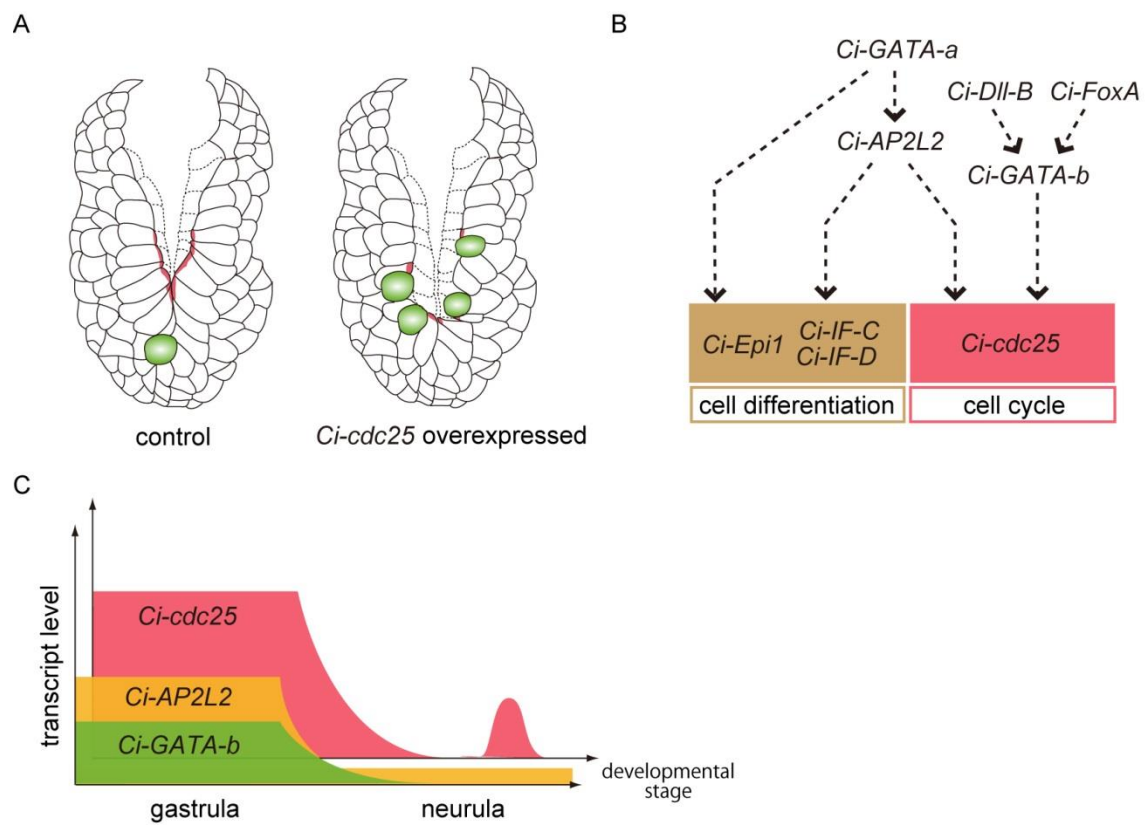 A
control
Ci-cdc25 overexpressed
B
Ci-GATA-a
Ci-Dll-B Ci-FoxA
Ci-AP2L2
Ci-GATA-b
Ci-Epi1
Ci-IF-C
Ci-IF-D
Ci-cdc25
cell differentiation
cell cycle
C
transcript level
Ci-cdc25
Ci-AP2L2
Ci-GATA-b
developmental
stage
gastrula
neurula